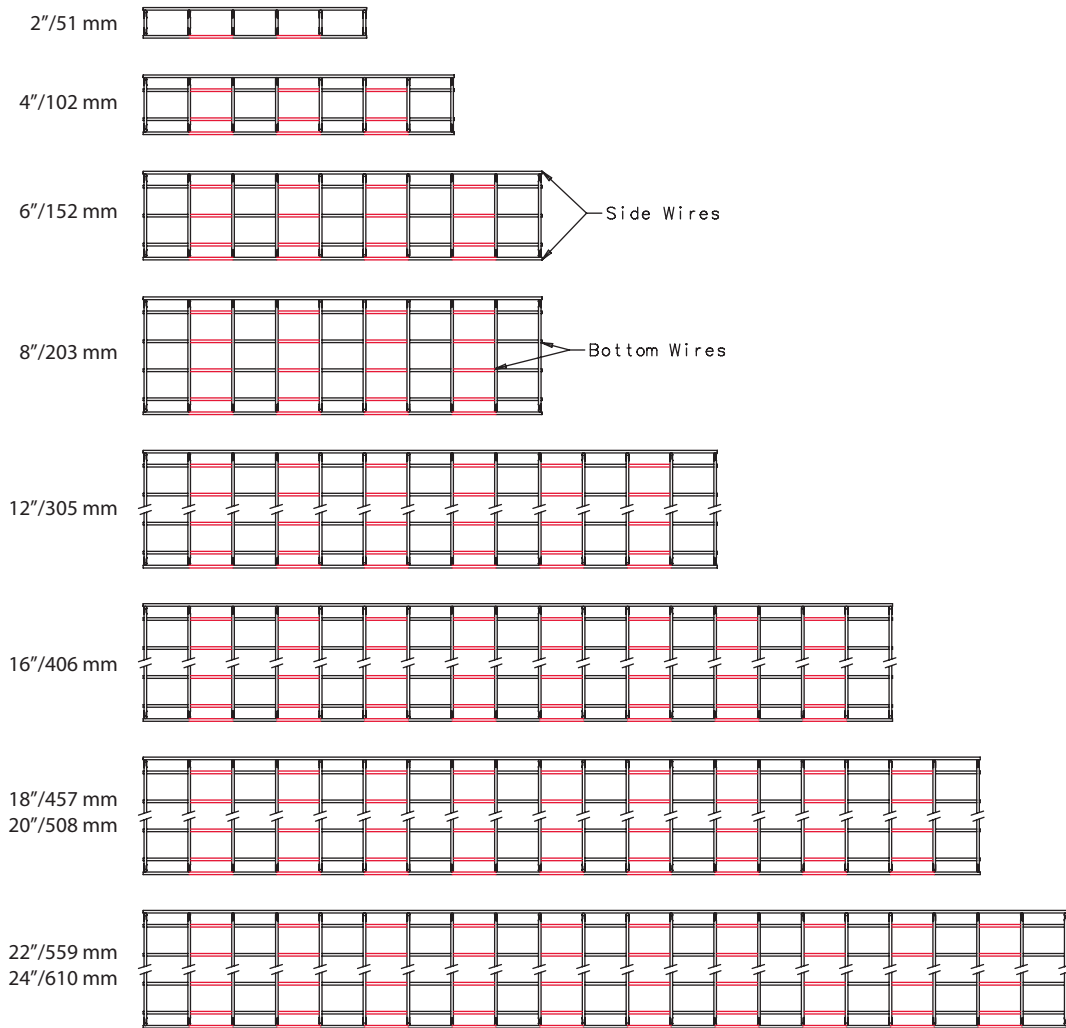 2”/51 mm
4”/102 mm
6”/152 mm
Side Wires
8”/203 mm
Bottom Wires
12”/305 mm
16”/406 mm
18”/457 mm
20”/508 mm
22”/559 mm
24”/610 mm